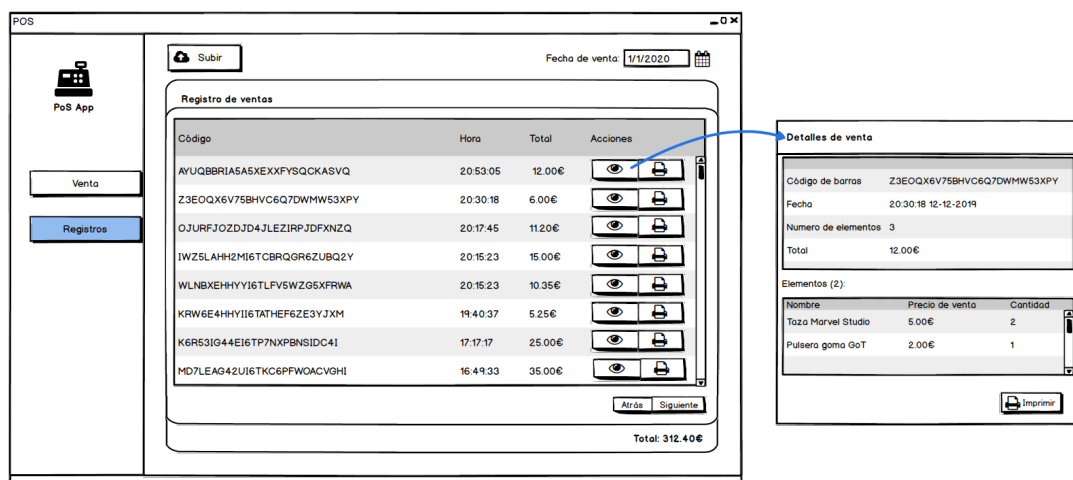 POS
PoS App
Venta
Registros
Subir
Fecha de venta: 1/1/2020
Registro de ventas
Código Hora Total Acciones
AYUQBBRIA5A5XEXXFYSQCKASVQ 20:53:05 12.00€
Z3EOQX6V75BHVC6Q7DWMW53XPY 20:30:18 6.00€
OJURFJOZDJD4JLEZIRPJDFXNZQ 20:17:45 11.20€
IWZ5LAHH2MI6TCBRQGR6ZUBQ2Y 20:15:23 15.00€
WLNBXEHHYYI6TLFV5WZG5XFRWA 20:15:23 10.35€
KRW6E4HHYII6TATHEF6ZE3YJXM 19:40:37 5.25€
K6R53IG44EI6TP7NXPBNSIDC4I 17:17:17 25.00€
MD7LEAG42UI6TKC6PFWOACVGHI 16:49:33 35.00€
Atrás Siguiente
Total: 312.40€
Detalles de venta
Código de barras Z3EOQX6V75BHVC6Q7DWMW53XPY
Fecha 20:30:18 12-12-2019
Numero de elementos 3
Total 12.00€
Elementos (2):
Nombre Precio de venta Cantidad
Taza Marvel Studio 5.00€ 2
Pulsera goma GoT 2.00€ 1
Imprimir